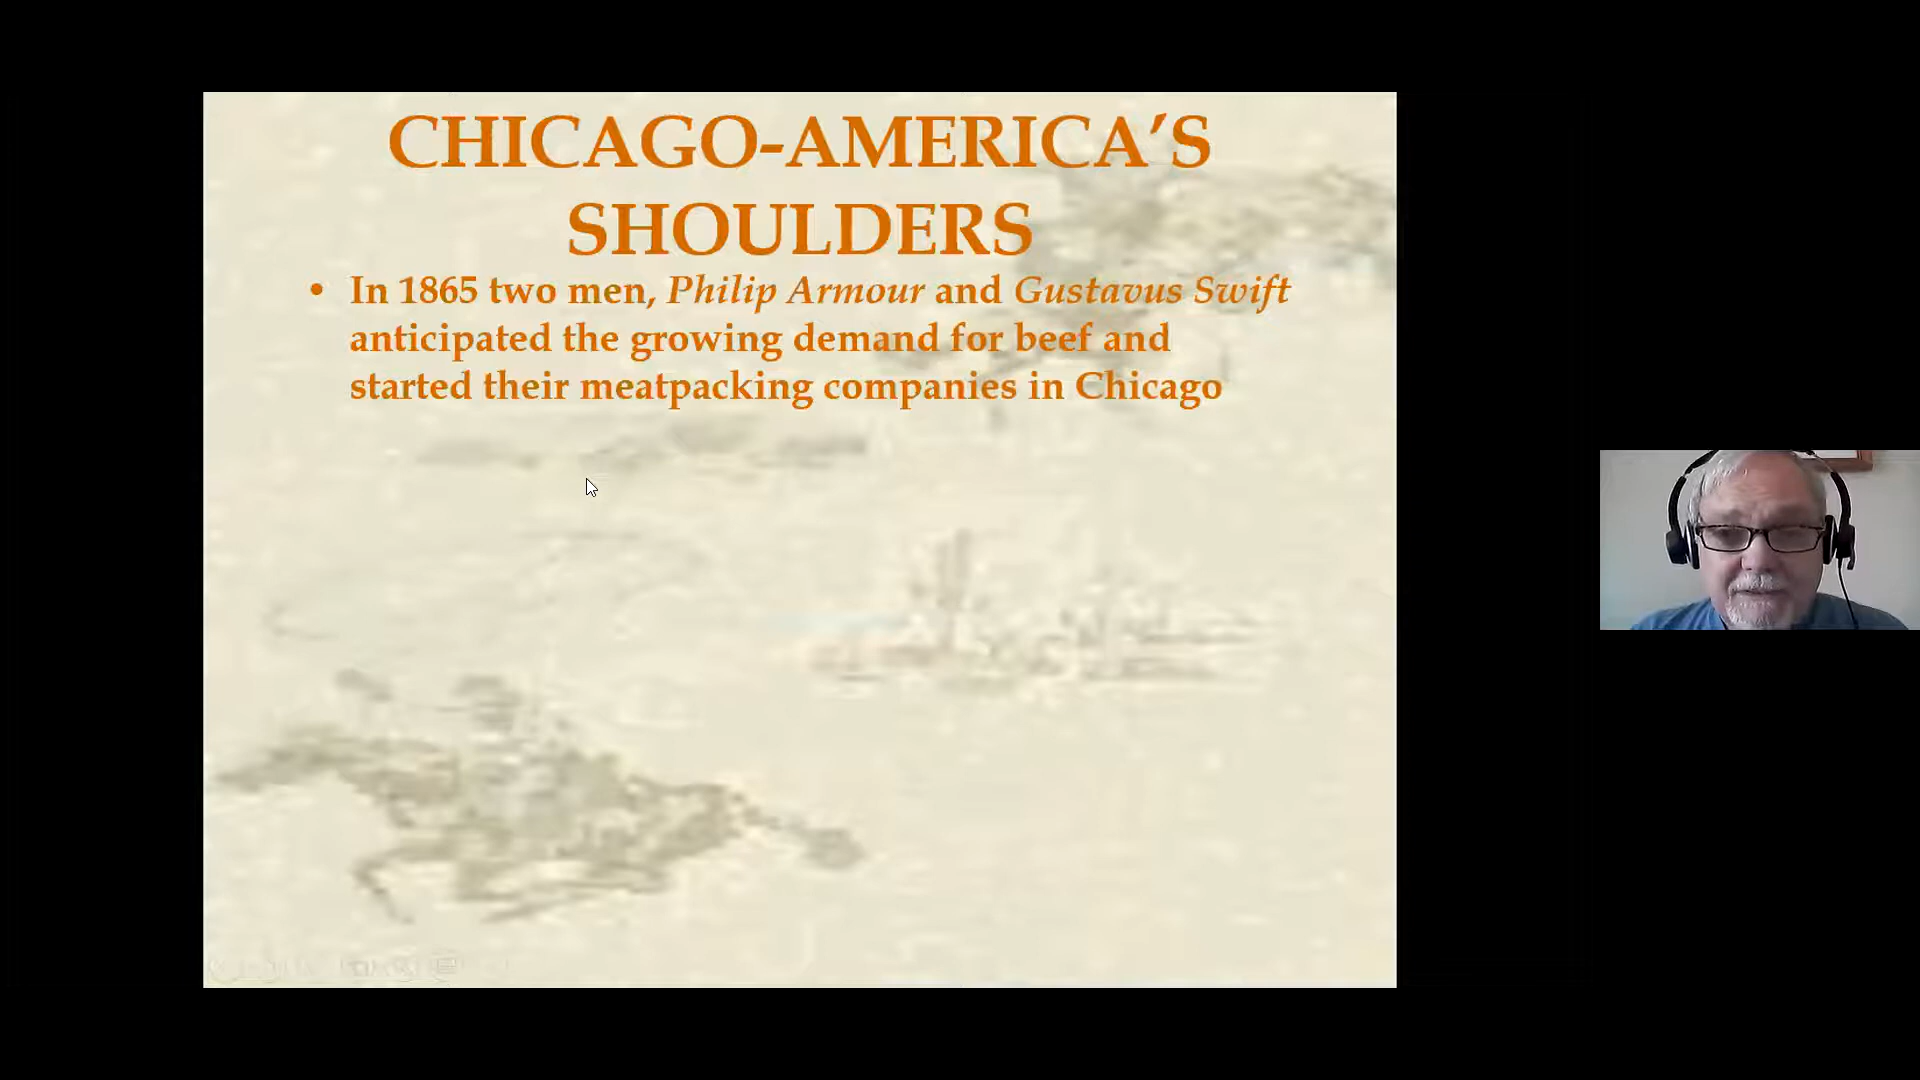 CHICAGO-AMERICA’S
SHOULDERS
• In 1865 two men, Philip Armour and Gustavus Swift
anticipated the growing demand for beef and
started their meatpacking companies in Chicago